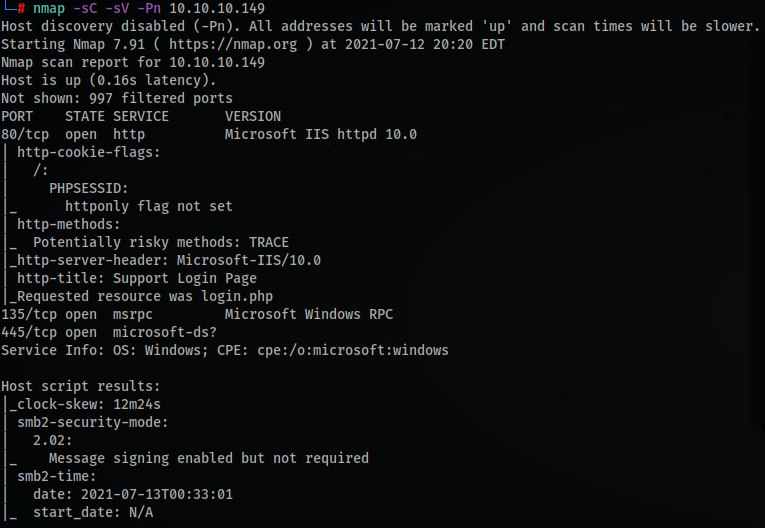 └─# nmap -sC -sV -Pn 10.10.10.149
Host discovery disabled (-Pn). All addresses will be marked 'up' and scan times will be slower.
Starting Nmap 7.91 ( https://nmap.org ) at 2021-07-12 20:20 EDT
Nmap scan report for 10.10.10.149
Host is up (0.16s latency).
Not shown: 997 filtered ports
PORT    STATE SERVICE       VERSION
80/tcp  open  http          Microsoft IIS httpd 10.0
| http-cookie-flags:
|   /:
|     PHPSESSID:
|_      httponly flag not set
| http-methods:
|_  Potentially risky methods: TRACE
|_http-server-header: Microsoft-IIS/10.0
| http-title: Support Login Page
|_Requested resource was login.php
135/tcp open  msrpc         Microsoft Windows RPC
445/tcp open  microsoft-ds?
Service Info: OS: Windows; CPE: cpe:/o:microsoft:windows

Host script results:
|_clock-skew: 12m24s
| smb2-security-mode:
|   2.02:
|_    Message signing enabled but not required
| smb2-time:
|   date: 2021-07-13T00:33:01
|_  start_date: N/A